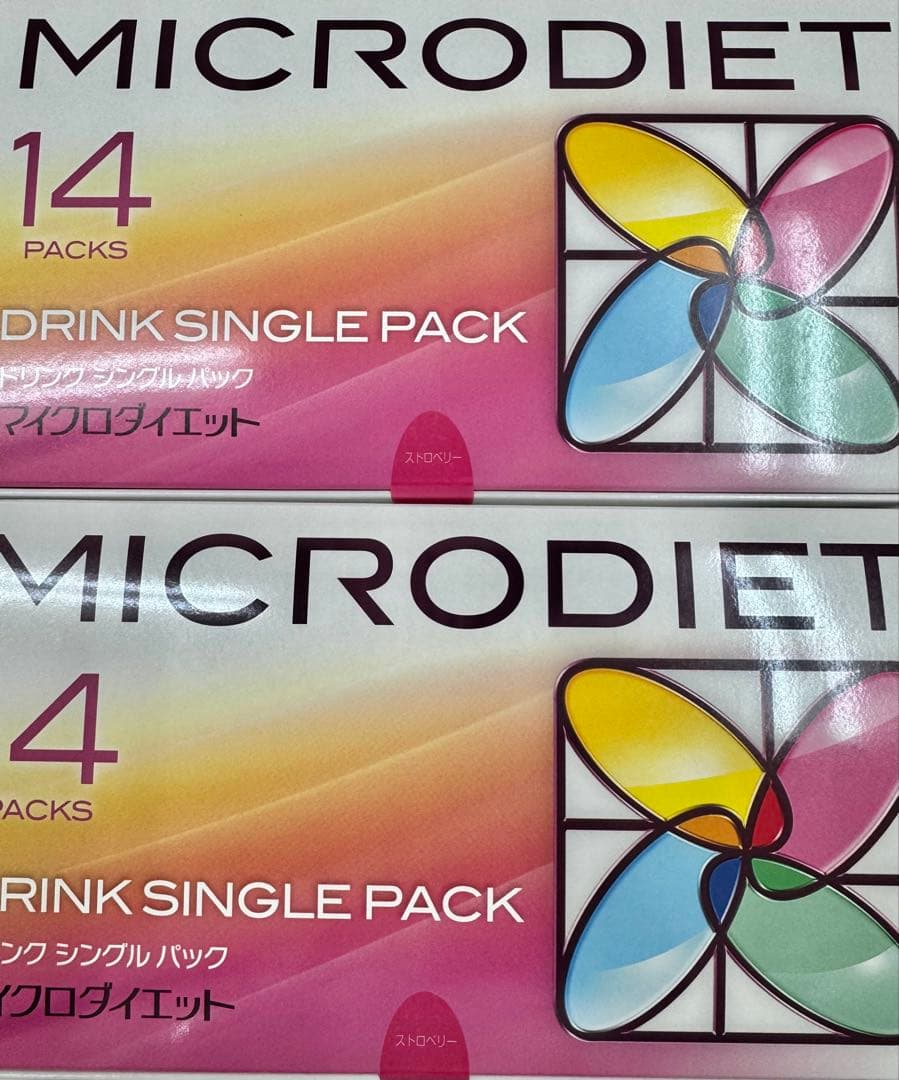 MICRODIET
14
PACKS
DRINK SINGLE PACK
ドリンク シングル パック
マイクロダイエット
ストロベリー
MICRODIET
4
PACKS
RINK SINGLE PACK
ンク シングル パック
イクロダイエット
ストロベリー